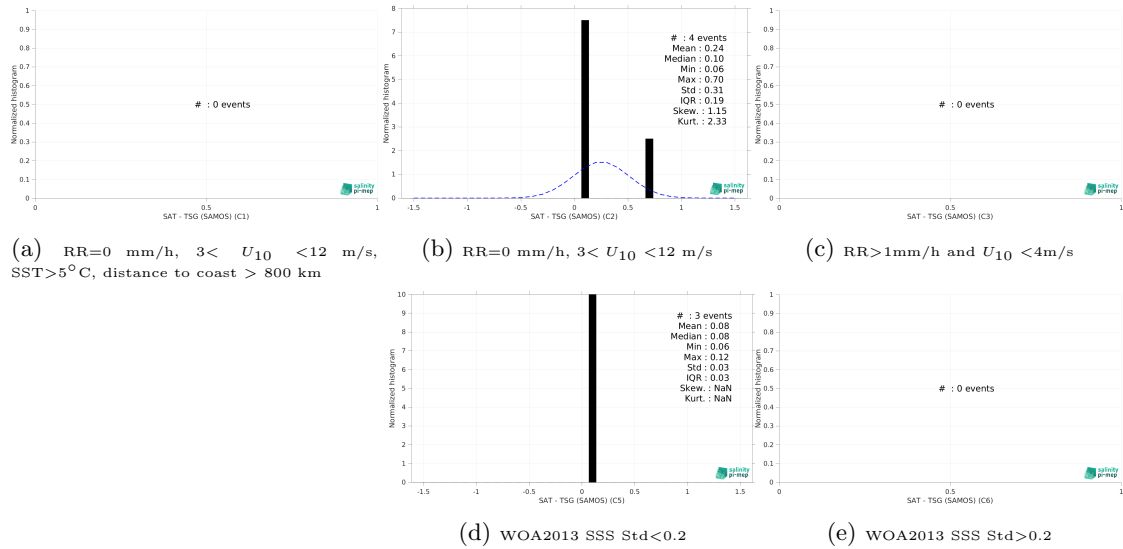 1
0.9
0.8
0.7
0.6
0.5
0.4
0.3
0.2
0.1
0
Normalized histogram
# : 0 events
salinity
pi-mep
0 0.5 1
SAT - TSG (SAMOS) (C1)
(a) RR=0 mm/h, 3< U10 <12 m/s,
SST>5°C, distance to coast > 800 km
8
7
6
5
4
3
2
1
0
Normalized histogram
# : 4 events
Mean : 0.24
Median : 0.10
Min : 0.06
Max : 0.70
Std : 0.31
IQR : 0.19
Skew. : 1.15
Kurt. : 2.33
salinity
pi-mep
-1.5 -1 -0.5 0 0.5 1 1.5
SAT - TSG (SAMOS) (C2)
(b) RR=0 mm/h, 3< U10 <12 m/s
1
0.9
0.8
0.7
0.6
0.5
0.4
0.3
0.2
0.1
0
Normalized histogram
# : 0 events
salinity
pi-mep
0 0.5 1
SAT - TSG (SAMOS) (C3)
(c) RR>1mm/h and U10 <4m/s
10
9
8
7
6
5
4
3
2
1
0
Normalized histogram
# : 3 events
Mean : 0.08
Median : 0.08
Min : 0.06
Max : 0.12
Std : 0.03
IQR : 0.03
Skew. : NaN
Kurt. : NaN
salinity
pi-mep
-1.5 -1 -0.5 0 0.5 1 1.5
SAT - TSG (SAMOS) (C5)
(d) WOA2013 SSS Std<0.2
1
0.9
0.8
0.7
0.6
0.5
0.4
0.3
0.2
0.1
0
Normalized histogram
# : 0 events
salinity
pi-mep
0 0.5 1
SAT - TSG (SAMOS) (C6)
(e) WOA2013 SSS Std>0.2